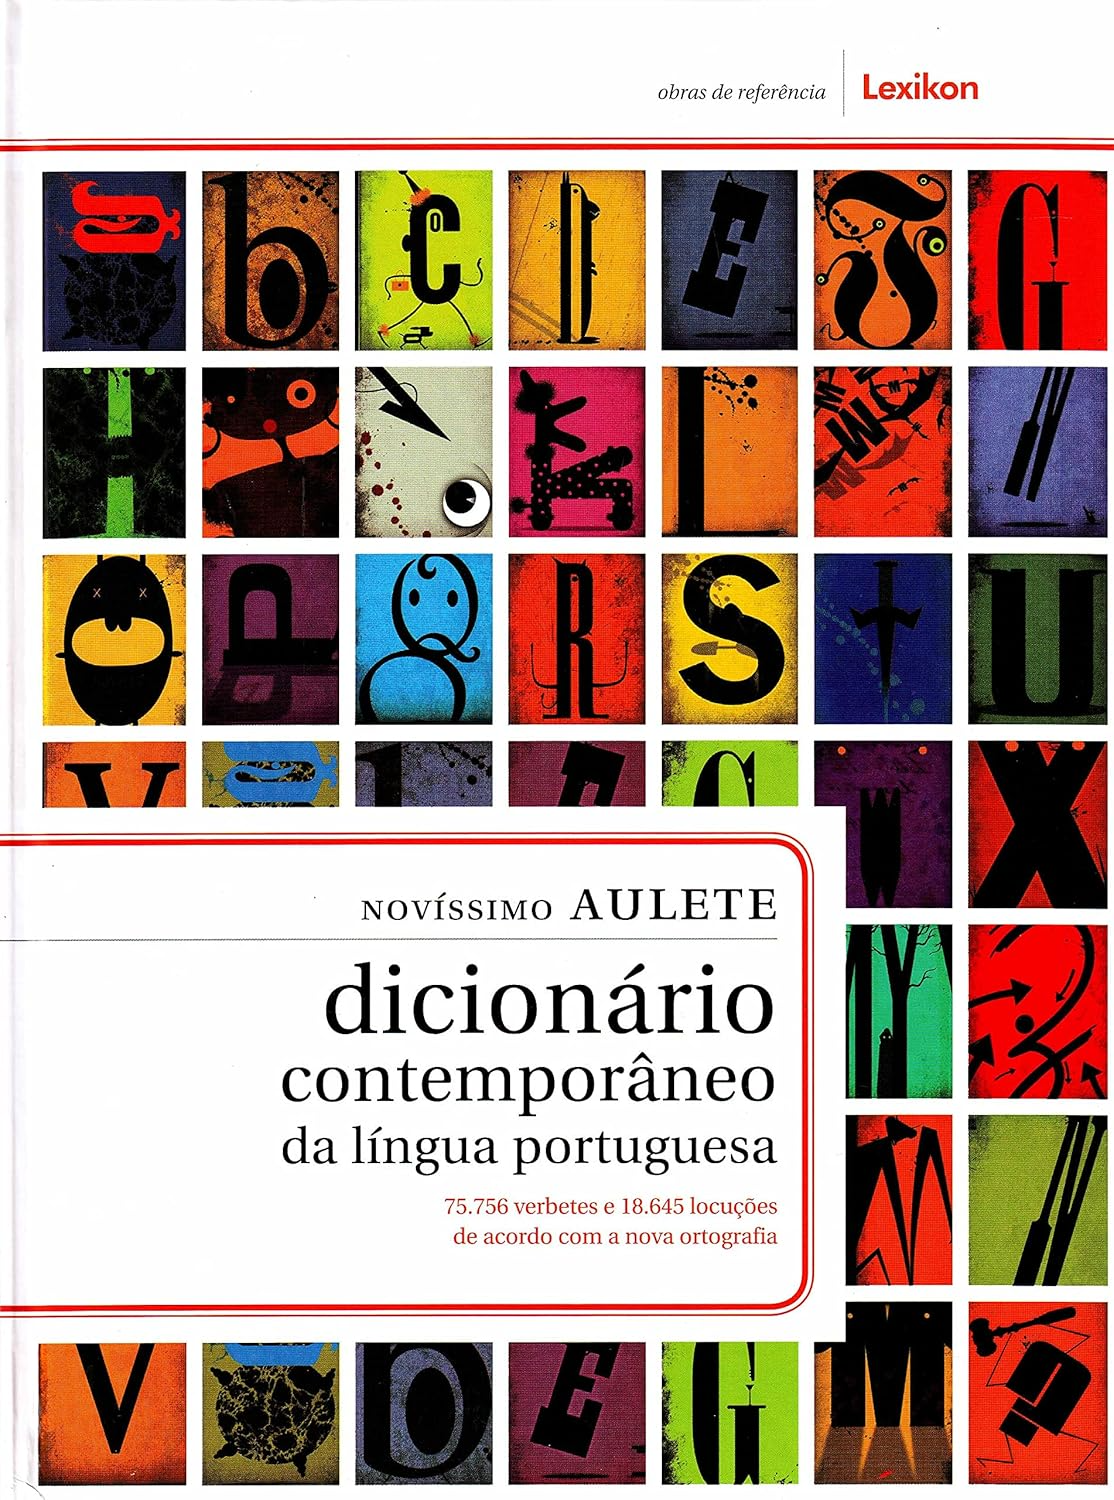 obras de referência
Lexikon
b C D E F G
K L M
P Q R S T U
V X
NOVÍSSIMO AULETE
dicionário
contemporâneo
da língua portuguesa
75.756 verbetes e 18.645 locuções
de acordo com a nova ortografia
V D E G